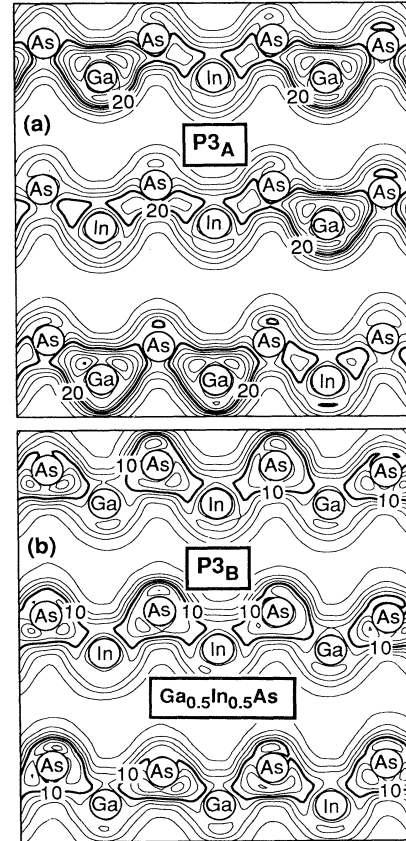 As As As As
Ga In Ga
20 20
(a)
P3A
As As As As
20
In In Ga
20
As As As As
Ga Ga In
20
As As As As
10 10 10
Ga In Ga
(b)
P3B
As As As As
10 10 10
In In Ga
Ga0.5In0.5As
As As As As
10 10 10 10
Ga Ga In